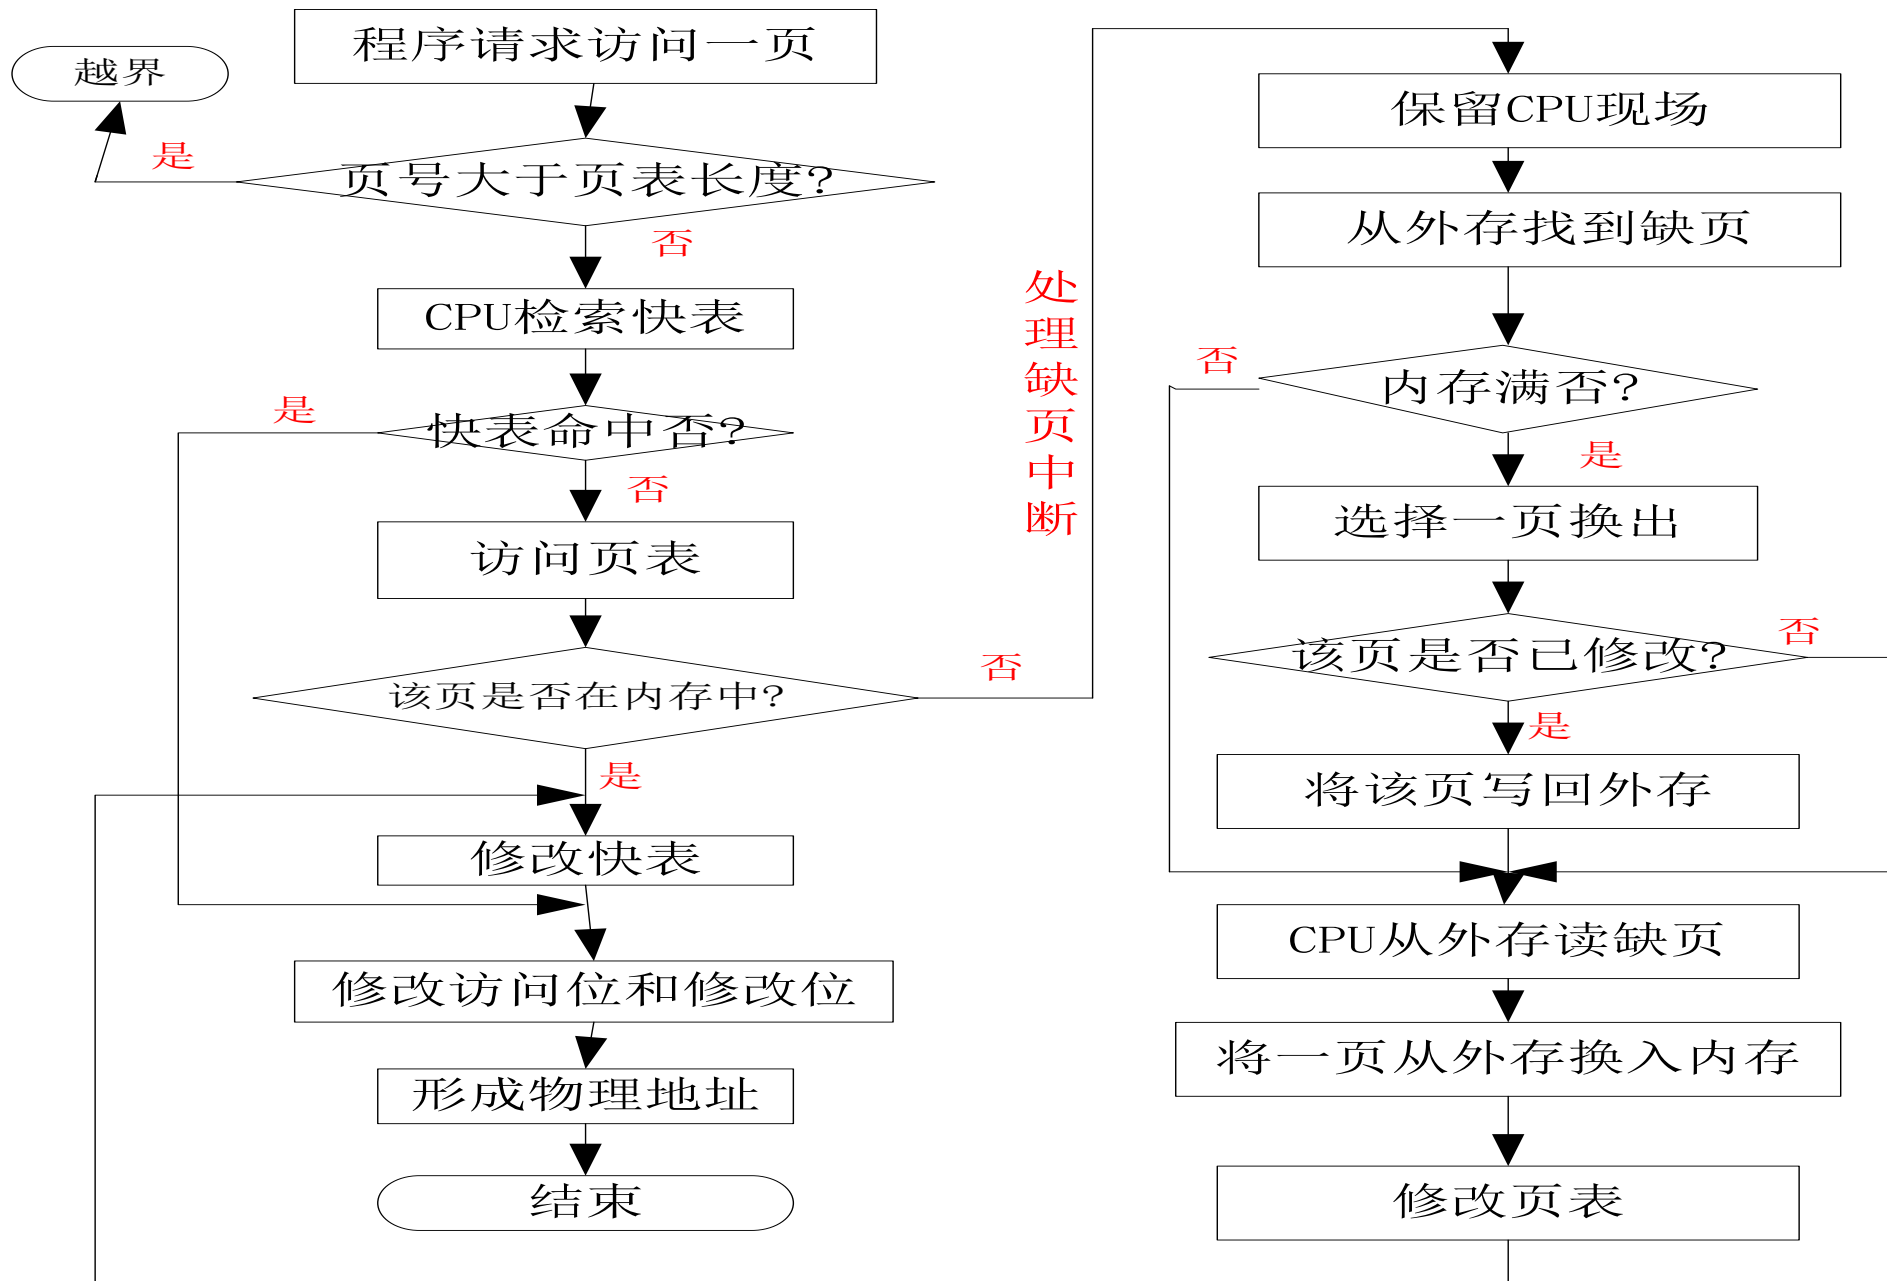 程序请求访问一页
越界
是
页号大于页表长度?
否
CPU检索快表
是
快表命中否?
否
访问页表
该页是否在内存中?
否
是
修改快表
修改访问位和修改位
形成物理地址
结束
处理缺页中断
保留CPU现场
从外存找到缺页
否
内存满否?
是
选择一页换出
该页是否已修改?
否
是
将该页写回外存
CPU从外存读缺页
将一页从外存换入内存
修改页表